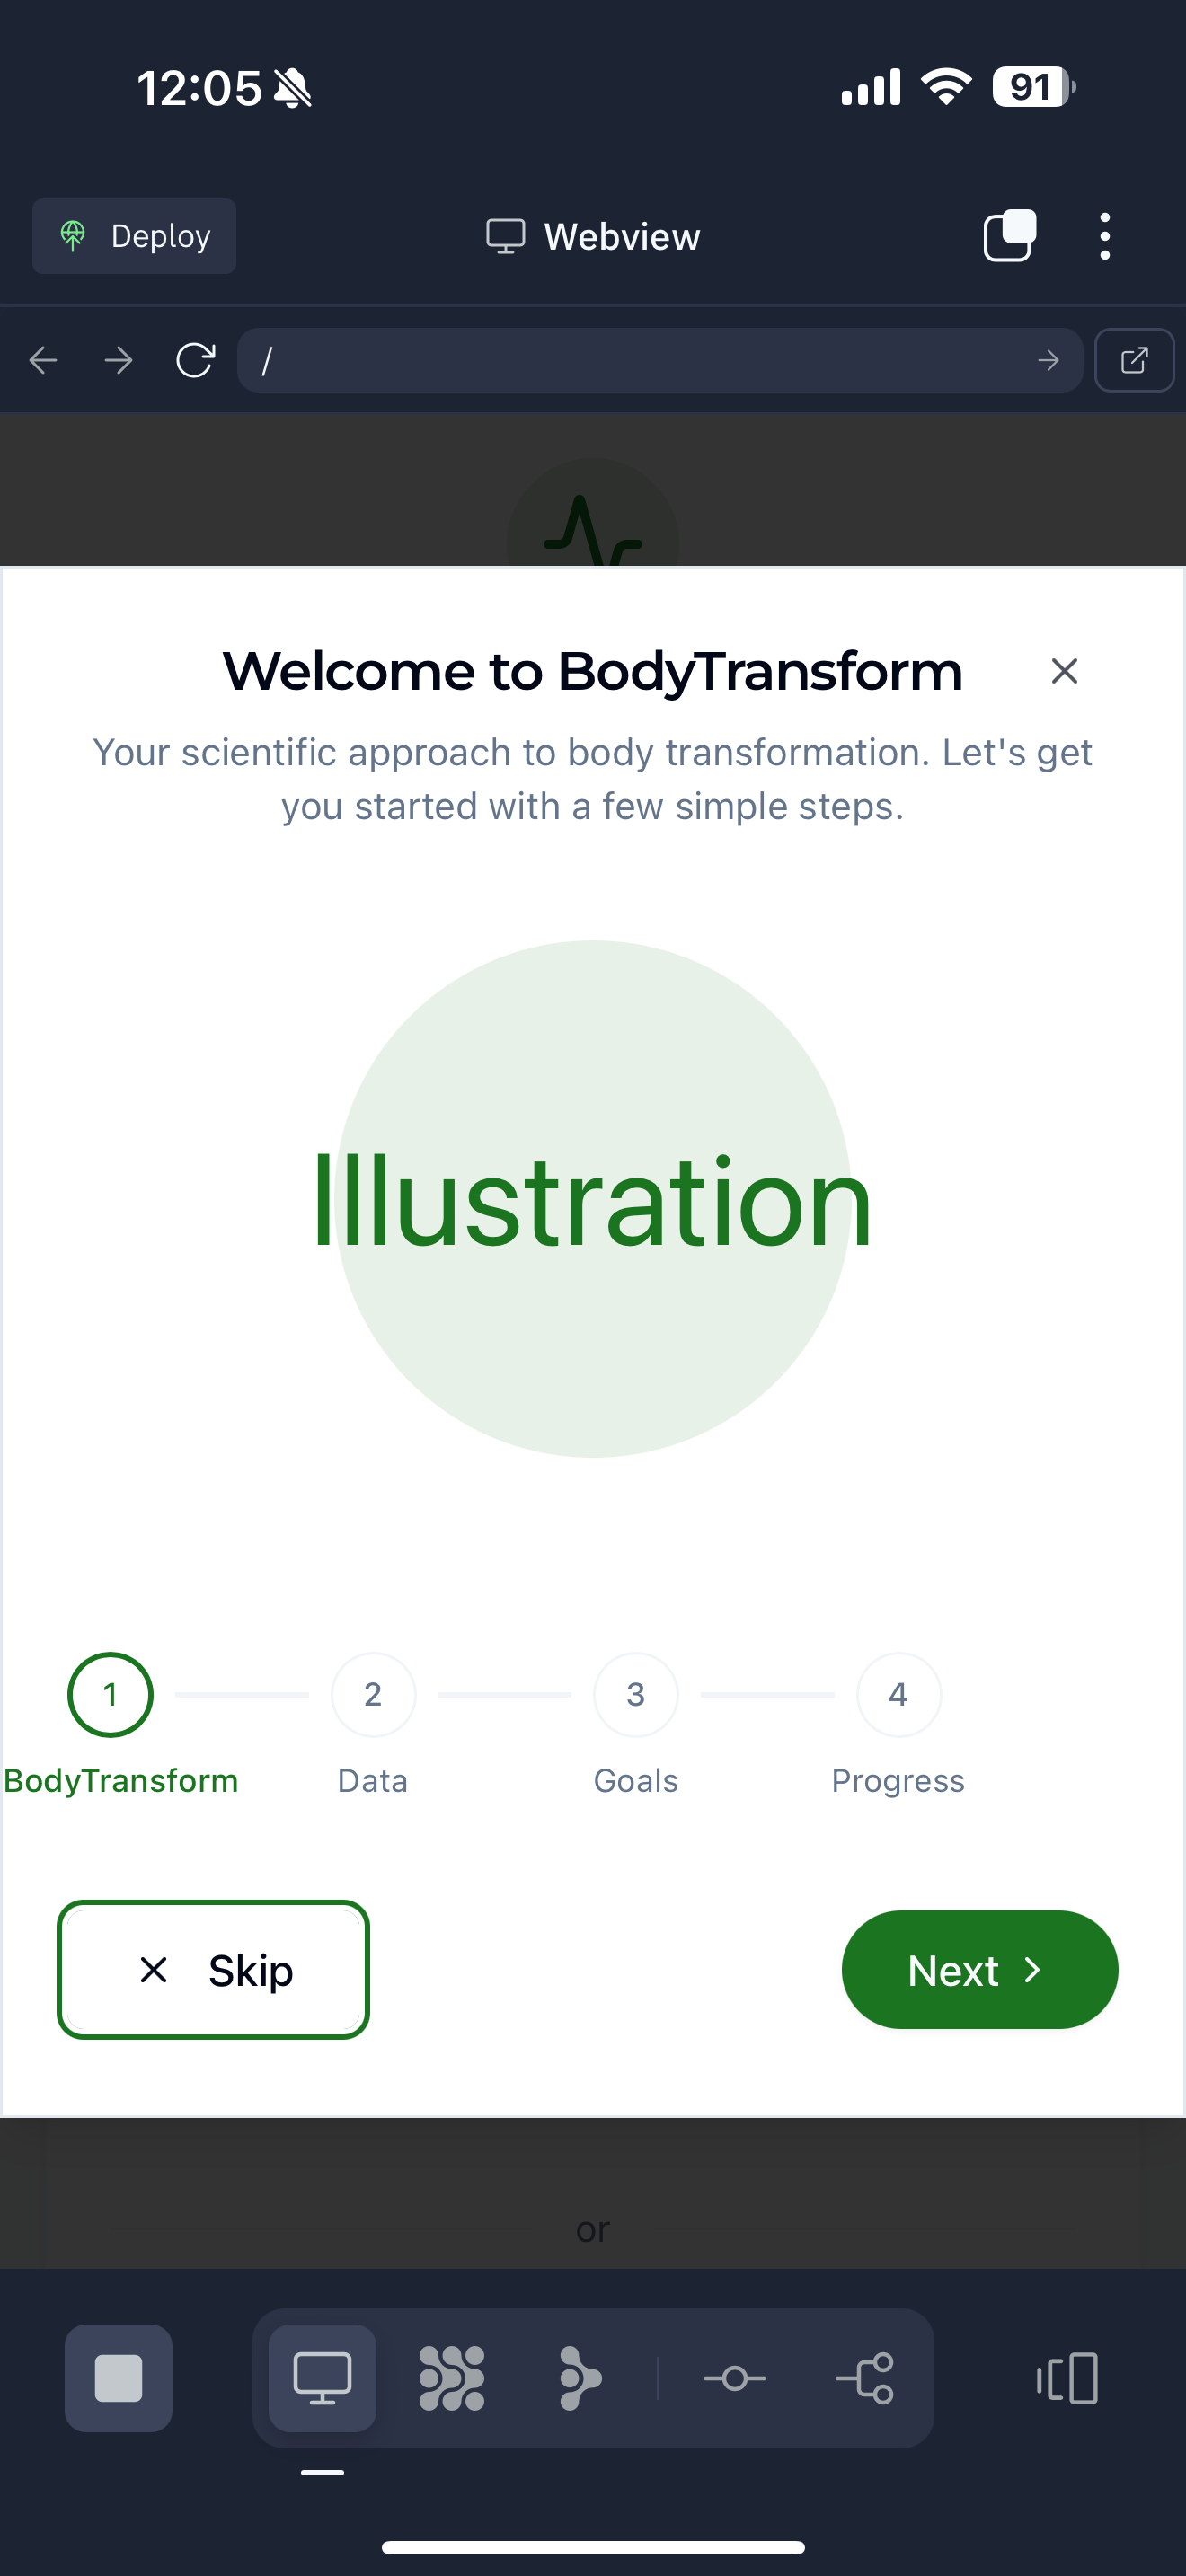 12:05
91
Deploy
Webview
/
Welcome to BodyTransform
Your scientific approach to body transformation. Let's get
you started with a few simple steps.
Illustration
1
2
3
4
BodyTransform
Data
Goals
Progress
Skip
Next
or